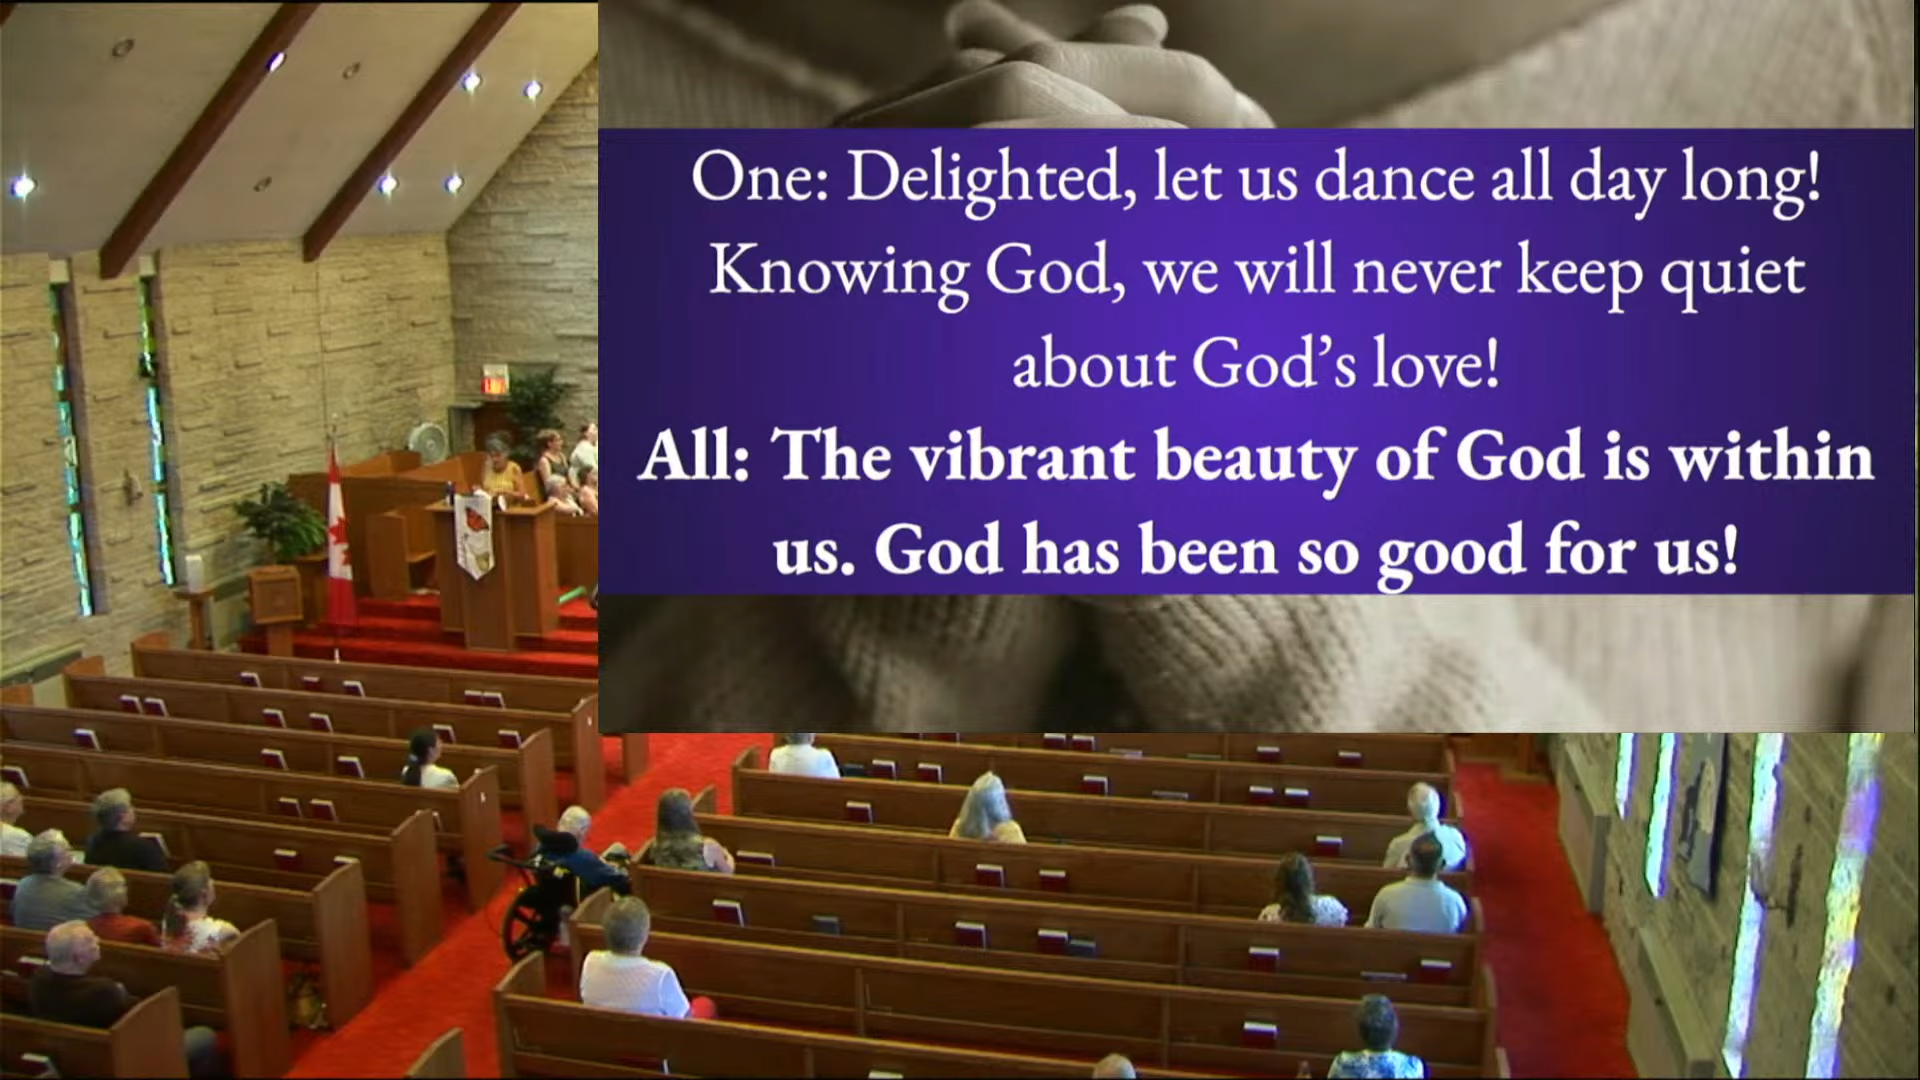 One: Delighted, let us dance all day long!
Knowing God, we will never keep quiet
about God’s love!
All: The vibrant beauty of God is within
us. God has been so good for us!